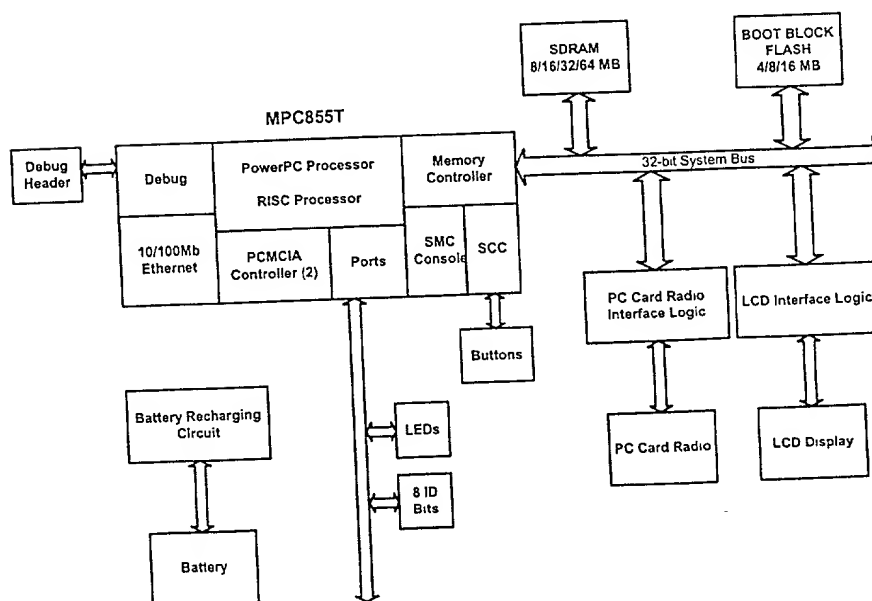 SDRAM
8/16/32/64 MB
BOOT BLOCK
FLASH
4/8/16 MB
MPC855T
Debug
Header
Debug
PowerPC Processor
RISC Processor
Memory
Controller
32-bit System Bus
10/100Mb
Ethernet
PCMCIA
Controller (2)
Ports
SMC
Console
SCC
PC Card Radio
Interface Logic
LCD Interface Logic
Buttons
Battery Recharging
Circuit
LEDs
PC Card Radio
LCD Display
8 ID
Bits
Battery